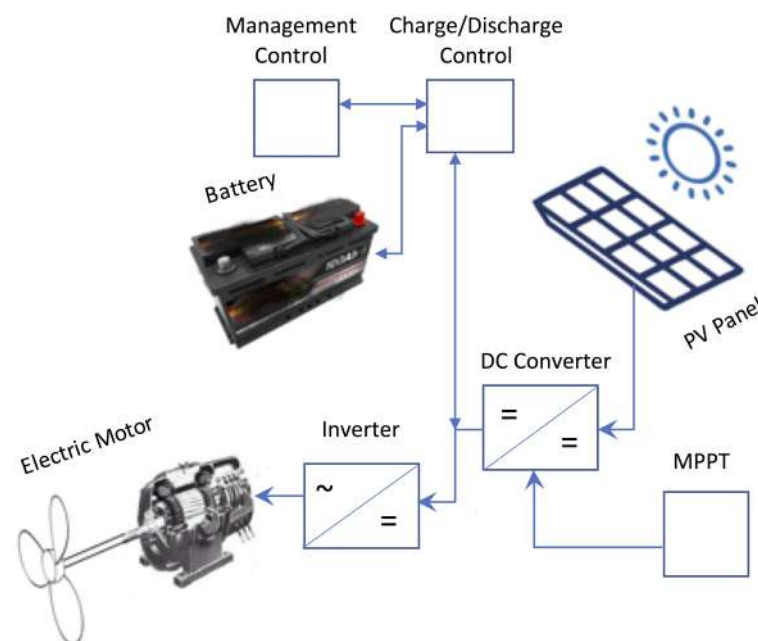 Management
Control
Charge/Discharge
Control
Battery
PV Panel
DC Converter
=
=
Electric Motor
Inverter
~
=
MPPT